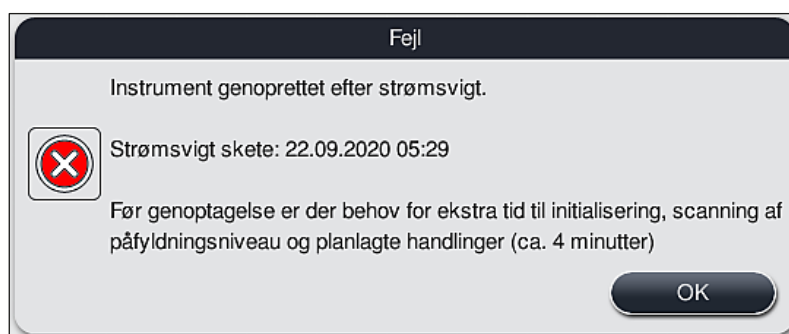 Fejl
Instrument genoprettet efter strømsvigt.
Strømsvigt skete: 22.09.2020 05:29
Før genoptagelse er der behov for ekstra tid til initialisering, scanning af
påfyldningsniveau og planlagte handlinger (ca. 4 minutter)
OK